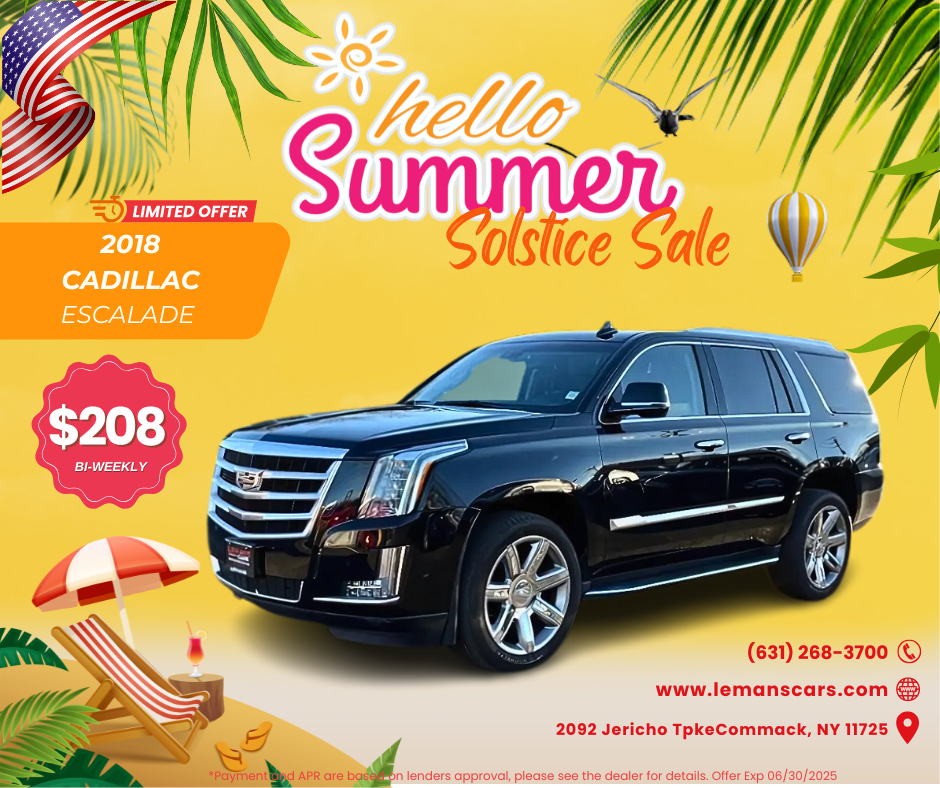 hello
Summer
Solstice Sale
LIMITED OFFER
2018
CADILLAC
ESCALADE
$208
BI-WEEKLY
(631) 268-3700
WWW
www.lemanscars.com
2092 Jericho TpkeCommack, NY 11725
*Payment and APR are based on lenders approval, please see the dealer for details. Offer Exp 06/30/2025